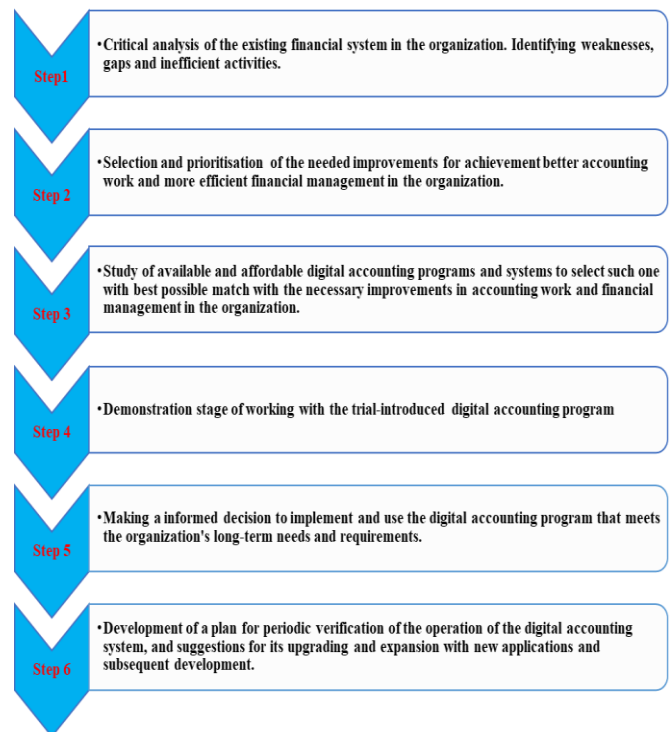 Step1
•Critical analysis of the existing financial system in the organization. Identifying weaknesses,
gaps and inefficient activities.
Step 2
•Selection and prioritisation of the needed improvements for achievement better accounting
work and more efficient financial management in the organization.
Step 3
•Study of available and affordable digital accounting programs and systems to select such one
with best possible match with the necessary improvements in accounting work and financial
management in the organization.
Step 4
•Demonstration stage of working with the trial-introduced digital accounting program
Step 5
•Making a informed decision to implement and use the digital accounting program that meets
the organization's long-term needs and requirements.
Step 6
•Development of a plan for periodic verification of the operation of the digital accounting
system, and suggestions for its upgrading and expansion with new applications and
subsequent development.